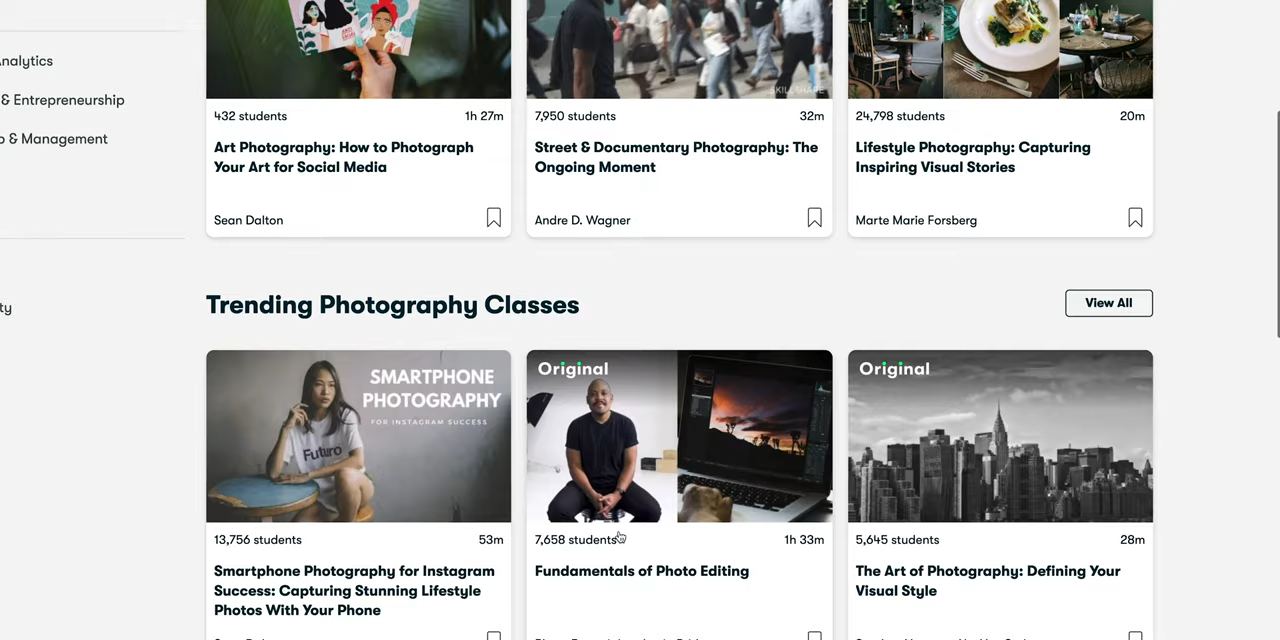 Analytics
& Entrepreneurship
p & Management
ty
SKILLSHARE
432 students 1h 27m
Art Photography: How to Photograph
Your Art for Social Media
Sean Dalton
7,950 students 32m
Street & Documentary Photography: The
Ongoing Moment
Andre D. Wagner
24,798 students 20m
Lifestyle Photography: Capturing
Inspiring Visual Stories
Marte Marie Forsberg
Trending Photography Classes
View All
SMARTPHONE
PHOTOGRAPHY
FOR INSTAGRAM SUCCESS
Futuro
13,756 students 53m
Smartphone Photography for Instagram
Success: Capturing Stunning Lifestyle
Photos With Your Phone
Original
7,658 students 1h 33m
Fundamentals of Photo Editing
Original
5,645 students 28m
The Art of Photography: Defining Your
Visual Style